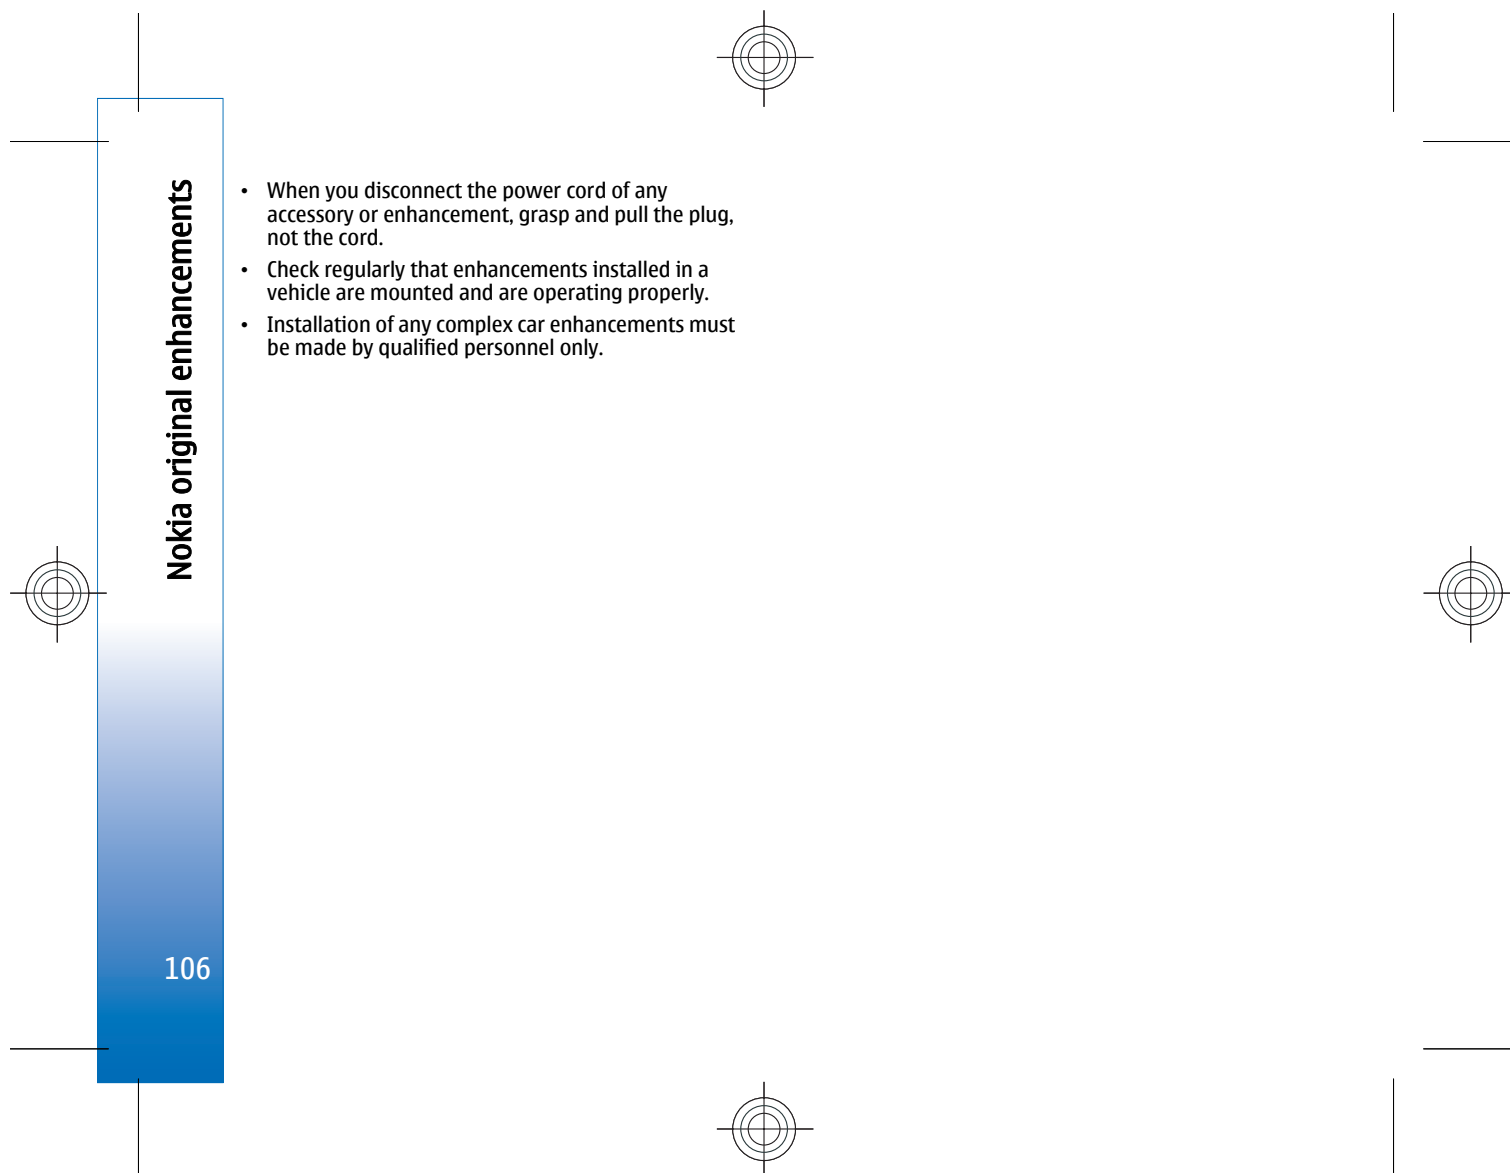 Nokia original enhancements
• When you disconnect the power cord of any
accessory or enhancement, grasp and pull the plug,
not the cord.
• Check regularly that enhancements installed in a
vehicle are mounted and are operating properly.
• Installation of any complex car enhancements must
be made by qualified personnel only.
106